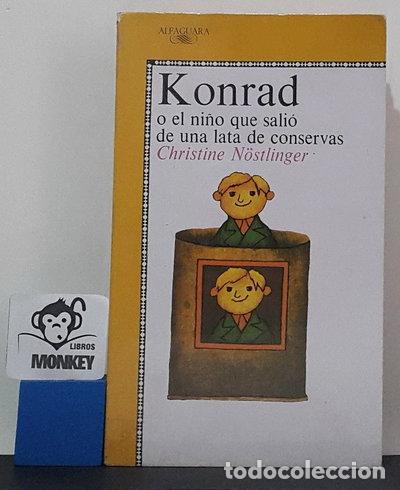 ALFAGUARA
Konrad
o el niño que salió
de una lata de conservas
Christine Nöstlinger
LIBROS
MONKEY
todocoleccion